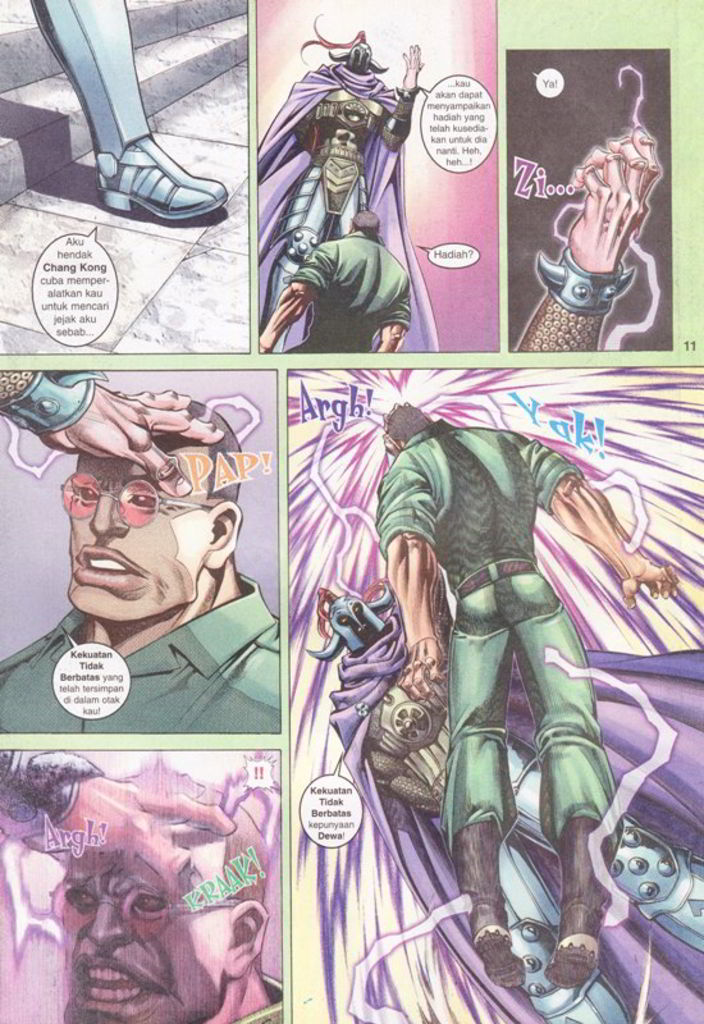 Aku
hendak
Chang Kong
cuba memper-
alatkan kau
untuk mencari
jejak aku
sebab...
...kau
akan dapat
menyampaikan
hadiah yang
telah kusedia-
kan untuk dia
nanti. Heh,
heh...!
Hadiah?
Ya!
Zi...
11
PAP!
Kekuatan
Tidak
Berbatas yang
telah tersimpan
di dalam otak
kau!
Argh!
Yak!
Kekuatan
Tidak
Berbatas
kepunyaan
Dewa!
!!
Argh!
KRAAK!